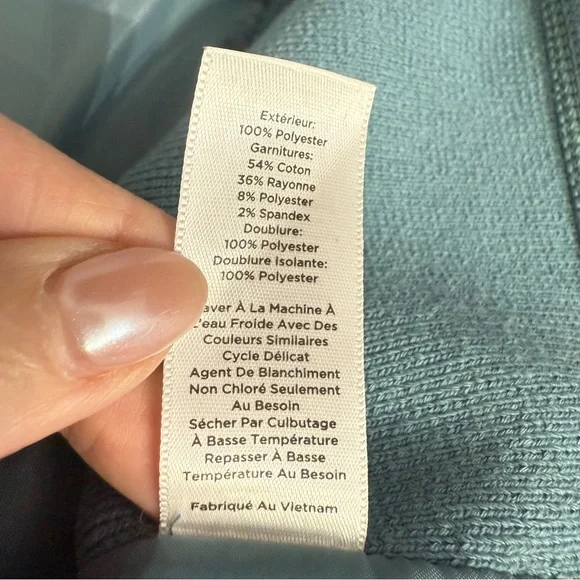 Extérieur:
100% Polyester
Garnitures:
54% Coton
36% Rayonne
8% Polyester
2% Spandex
Doublure:
100% Polyester
Doublure Isolante:
100% Polyester
aver À La Machine À
eau Froide Avec Des
Couleurs Similaires
Cycle Délicat
Agent De Blanchiment
Non Chloré Seulement
Au Besoin
Sécher Par Culbutage
À Basse Température
Repasser À Basse
Température Au Besoin
Fabriqué Au Vietnam